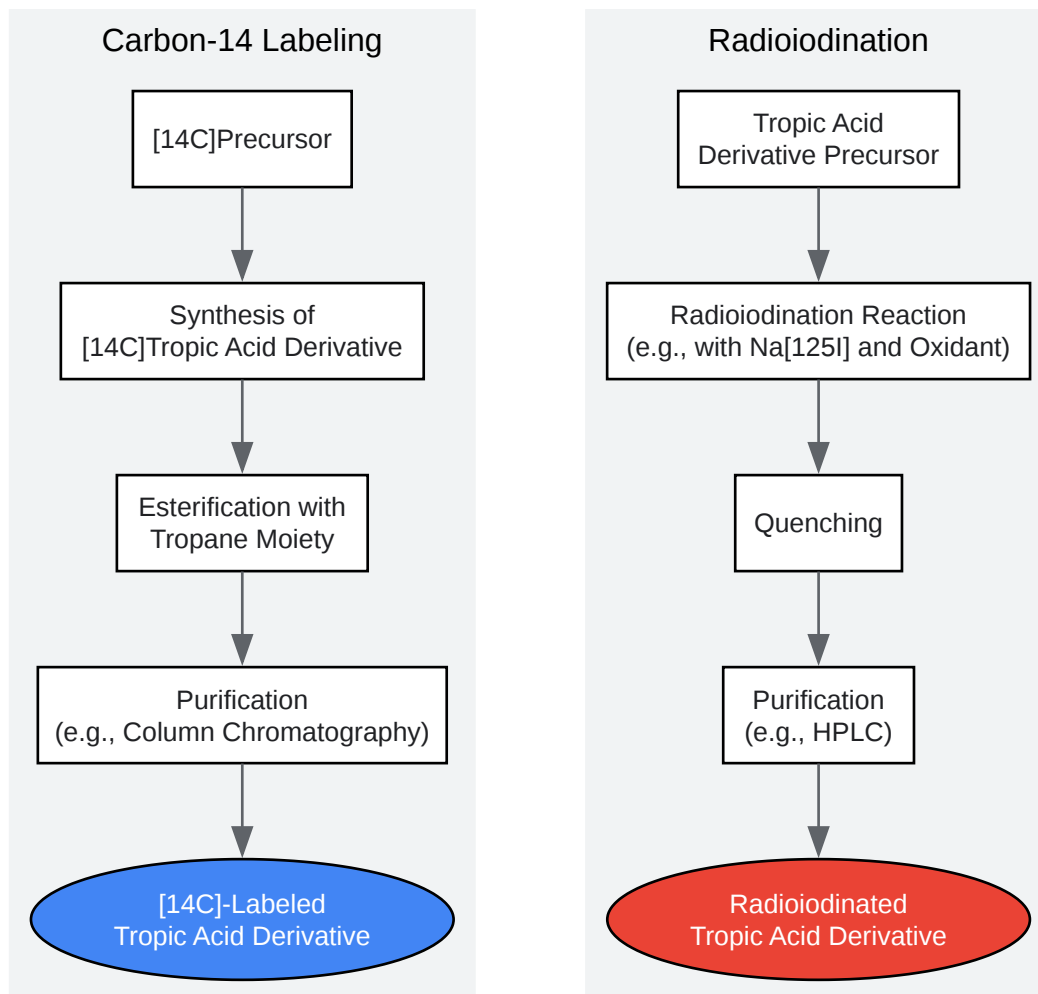 Carbon-14 Labeling
[14C]Precursor
Synthesis of
[14C]Tropic Acid Derivative
Esterification with
Tropane Moiety
Purification
(e.g., Column Chromatography)
[14C]-Labeled
Tropic Acid Derivative
Radioiodination
Tropic Acid
Derivative Precursor
Radioiodination Reaction
(e.g., with Na[125I] and Oxidant)
Quenching
Purification
(e.g., HPLC)
Radioiodinated
Tropic Acid Derivative